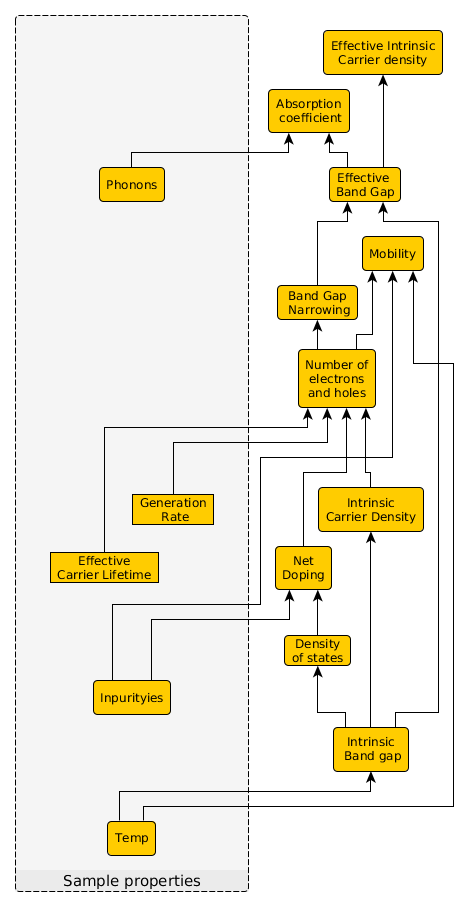 Effective Intrinsic
Carrier density
Absorption
coefficient
Phonons
Effective
Band Gap
Mobility
Band Gap
Narrowing
Number of
electrons
and holes
Generation
Rate
Intrinsic
Carrier Density
Effective
Carrier Lifetime
Net
Doping
Density
of states
Inpurityies
Intrinsic
Band gap
Temp
Sample properties